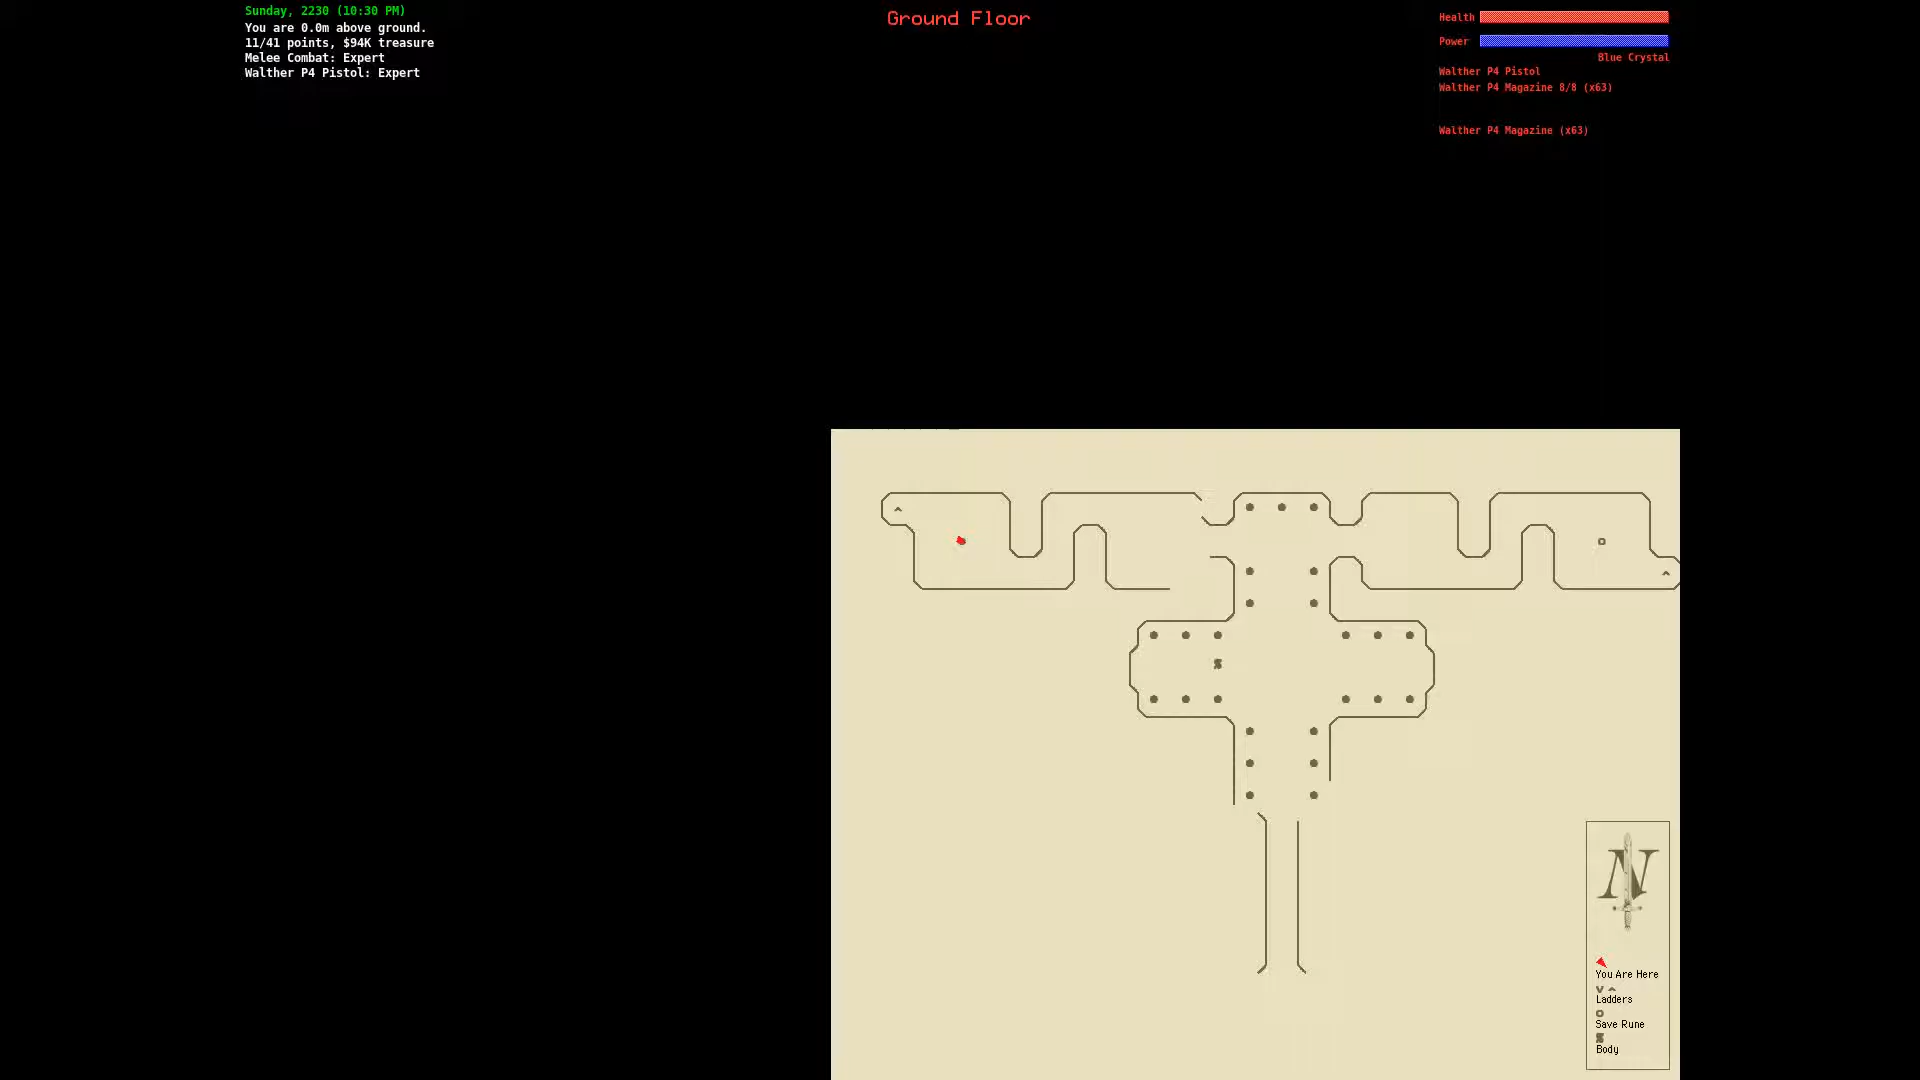 Sunday, 2230 (10:30 PM)
You are 0.0m above ground.
11/41 points, $94K treasure
Melee Combat: Expert
Walther P4 Pistol: Expert
Ground Floor
Health
Power
Blue Crystal
Walther P4 Pistol
Walther P4 Magazine 8/8 (x63)
Walther P4 Magazine (x63)
N
You Are Here
Ladders
Save Rune
Body